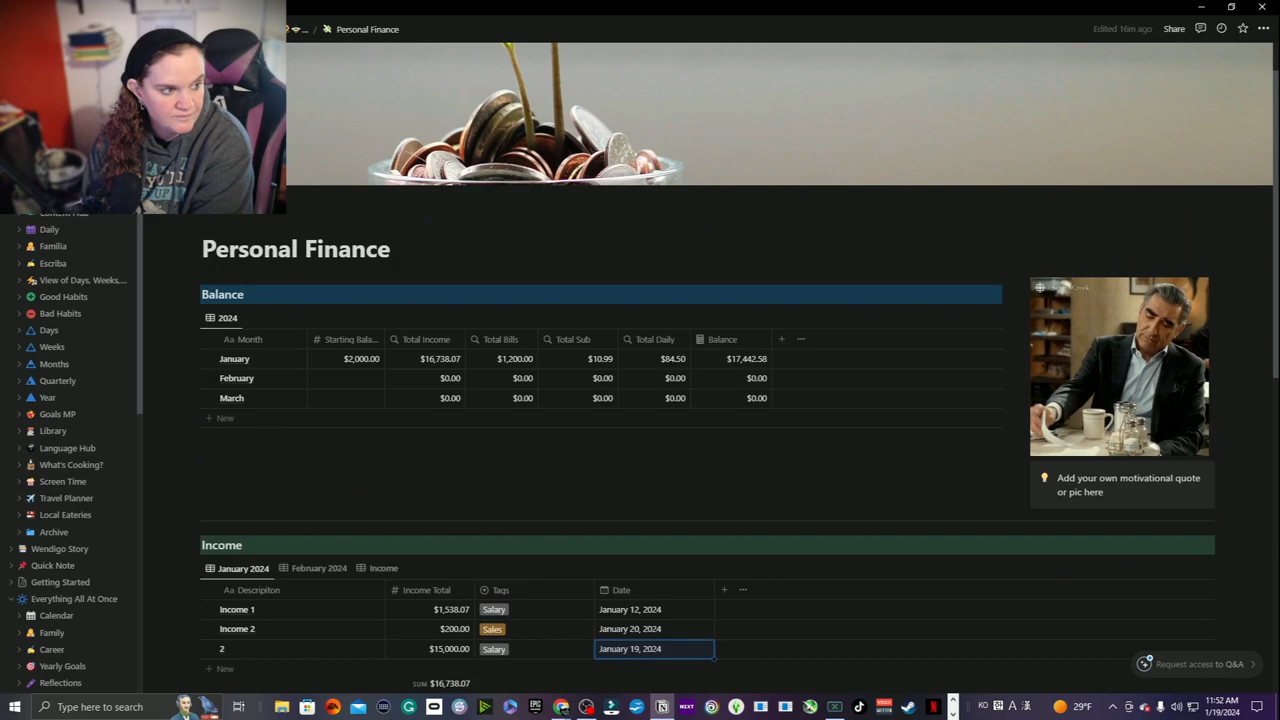 / Personal Finance
Edited 16m ago Share
Daily
Familia
Escriba
View of Days, Weeks,...
Good Habits
Bad Habits
Days
Weeks
Months
Quarterly
Year
Goals MP
Library
Language Hub
What's Cooking?
Screen Time
Travel Planner
Local Eateries
Archive
Wendigo Story
Quick Note
Getting Started
Everything All At Once
Calendar
Family
Career
Yearly Goals
Reflections
Personal Finance
Balance
2024
Aa Month # Starting Bala... Total Income Total Bills Total Sub Total Daily Balance + ...
January $2,000.00 $16,738.07 $1,200.00 $10.99 $84.50 $17,442.58
February $0.00 $0.00 $0.00 $0.00 $0.00
March $0.00 $0.00 $0.00 $0.00 $0.00
+ New
Add your own motivational quote
or pic here
Income
January 2024 February 2024 Income
Aa Descripiton # Income Total Tags Date + ...
Income 1 $1,538.07 Salary January 12, 2024
Income 2 $200.00 Sales January 20, 2024
2 $15,000.00 Salary January 19, 2024
+ New
SUM $16,738.07
Request access to Q&A
Type here to search
29°F
11:52 AM
1/19/2024